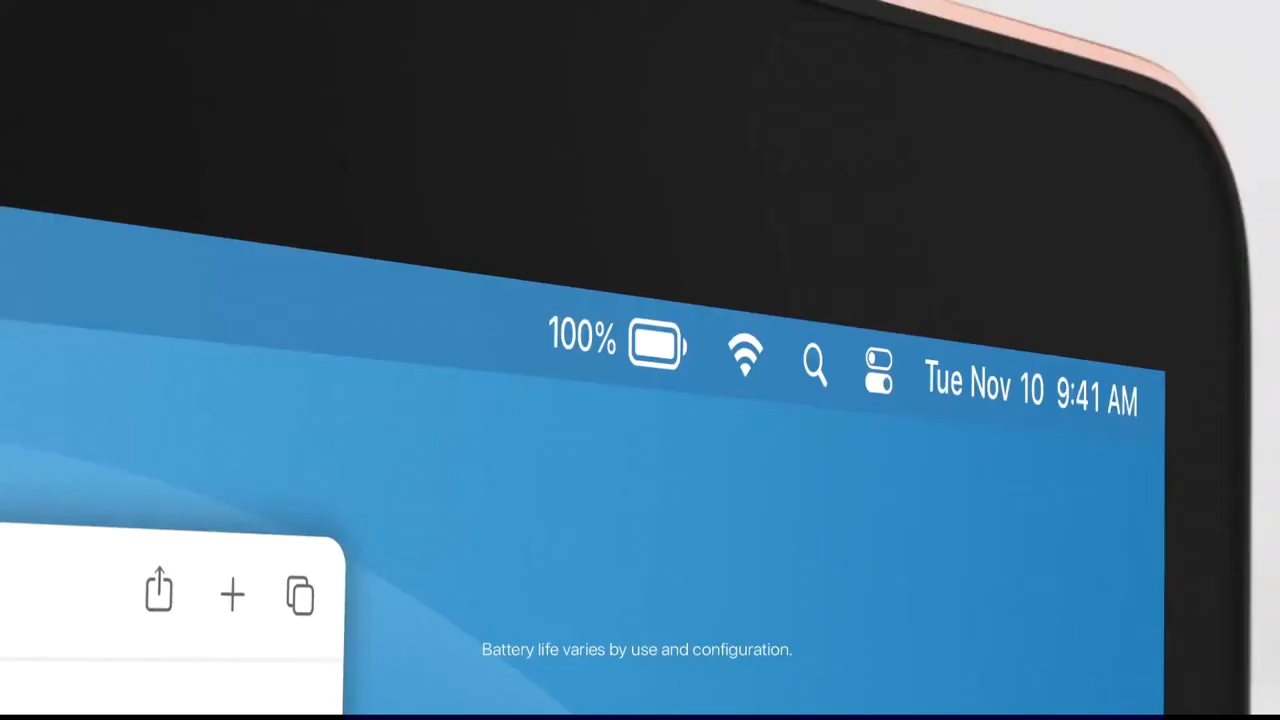 100% Tue Nov 10 9:41 AM
Battery life varies by use and configuration.